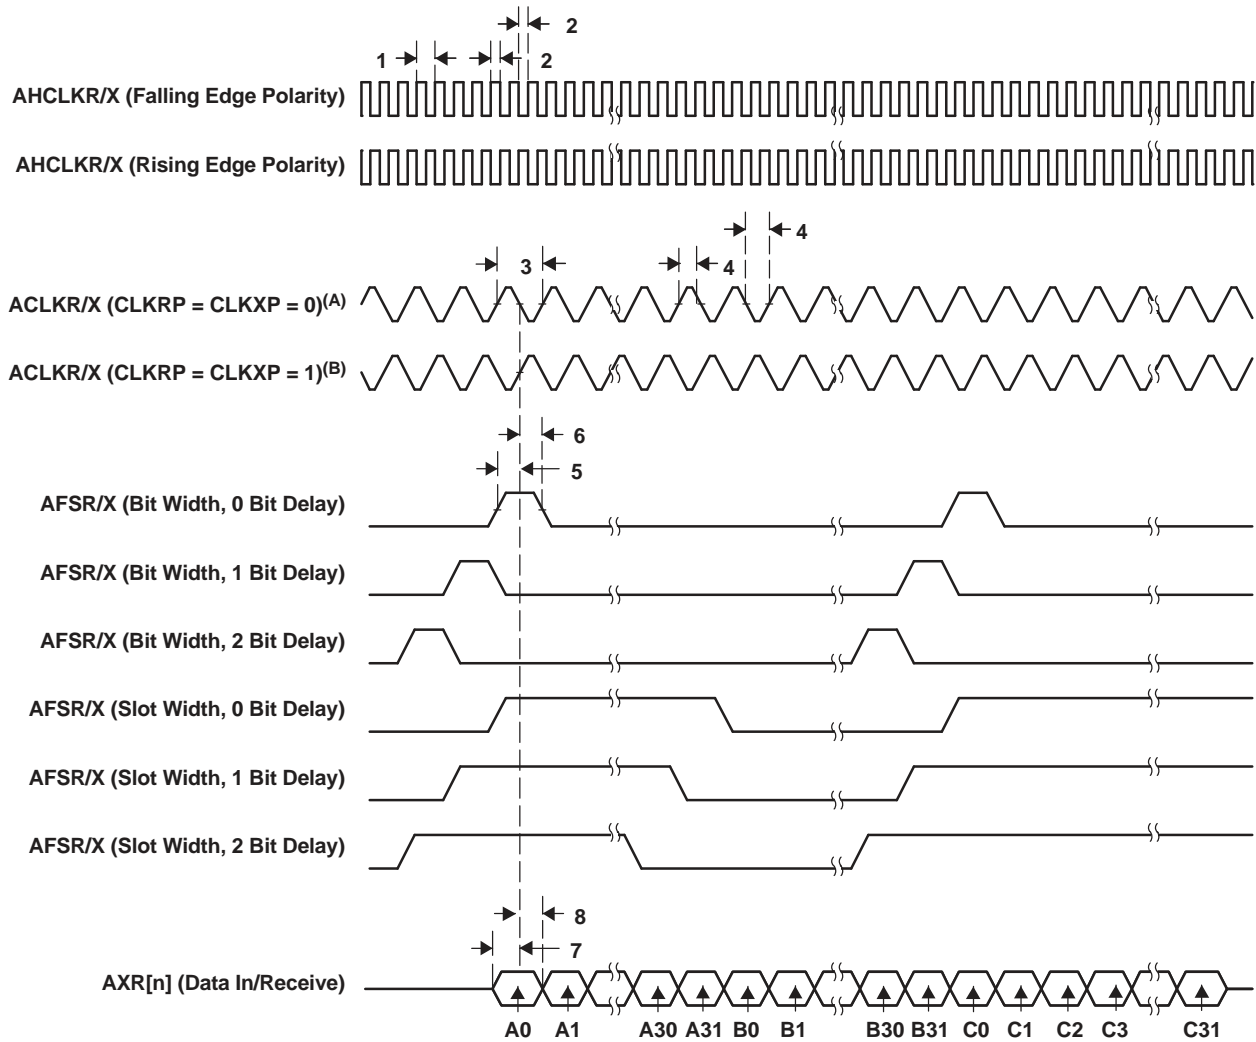 2
1
2
AHCLKR/X (Falling Edge Polarity)
AHCLKR/X (Rising Edge Polarity)
4
3
4
ACLKR/X (CLKRP = CLKXP = 0)(A)
ACLKR/X (CLKRP = CLKXP = 1)(B)
6
5
AFSR/X (Bit Width, 0 Bit Delay)
AFSR/X (Bit Width, 1 Bit Delay)
AFSR/X (Bit Width, 2 Bit Delay)
AFSR/X (Slot Width, 0 Bit Delay)
AFSR/X (Slot Width, 1 Bit Delay)
AFSR/X (Slot Width, 2 Bit Delay)
8
7
AXR[n] (Data In/Receive)
A0 A1 A30 A31 B0 B1 B30 B31 C0 C1 C2 C3 C31